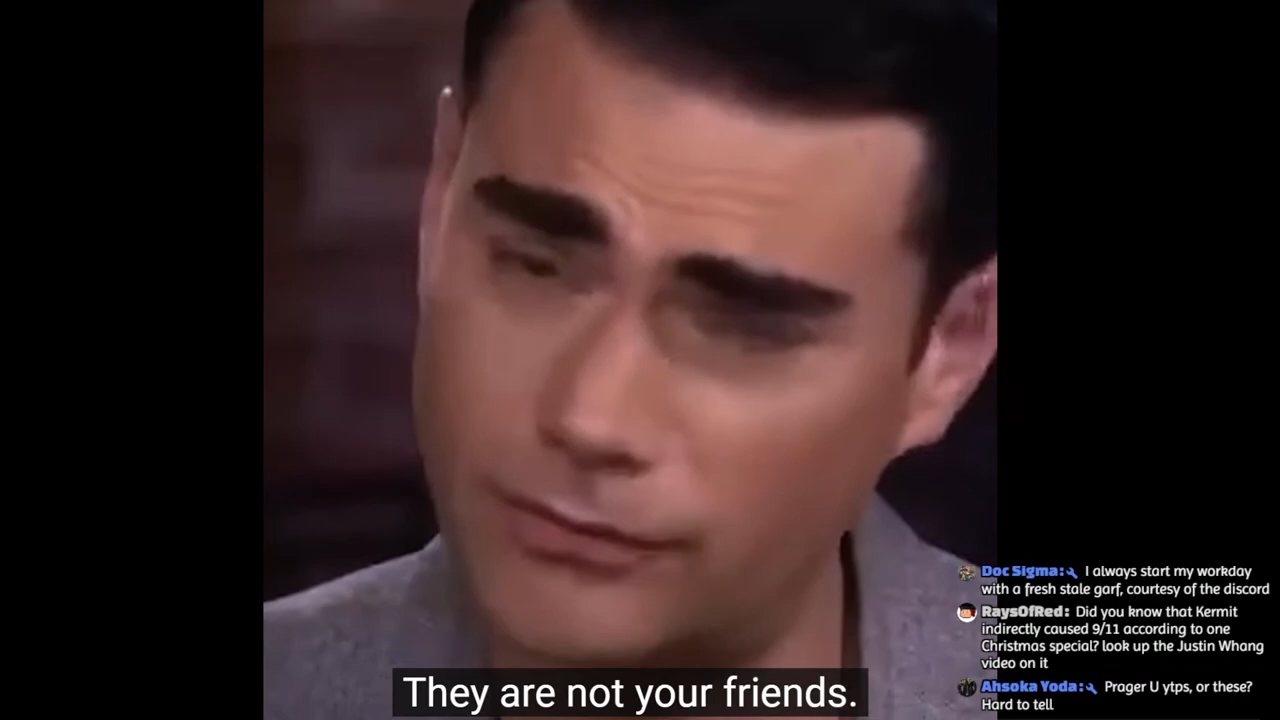 Doc Sigma: I always start my workday
with a fresh stale garf, courtesy of the discord
RaysOfRed: Did you know that Kermit
indirectly caused 9/11 according to one
Christmas special? look up the Justin Whang
video on it
Ahsoka Yoda: Prager U ytps, or these?
Hard to tell
They are not your friends.